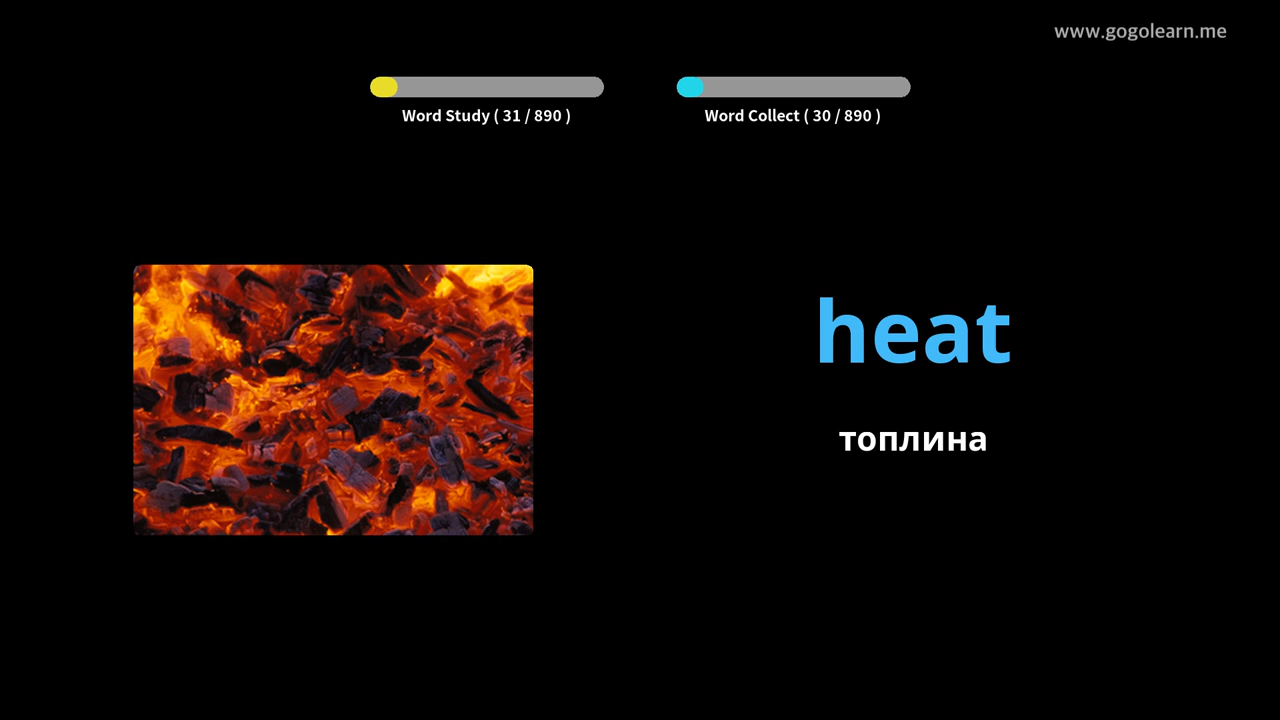 www.gogolearn.me
Word Study ( 31 / 890 )
Word Collect ( 30 / 890 )
heat
топлина